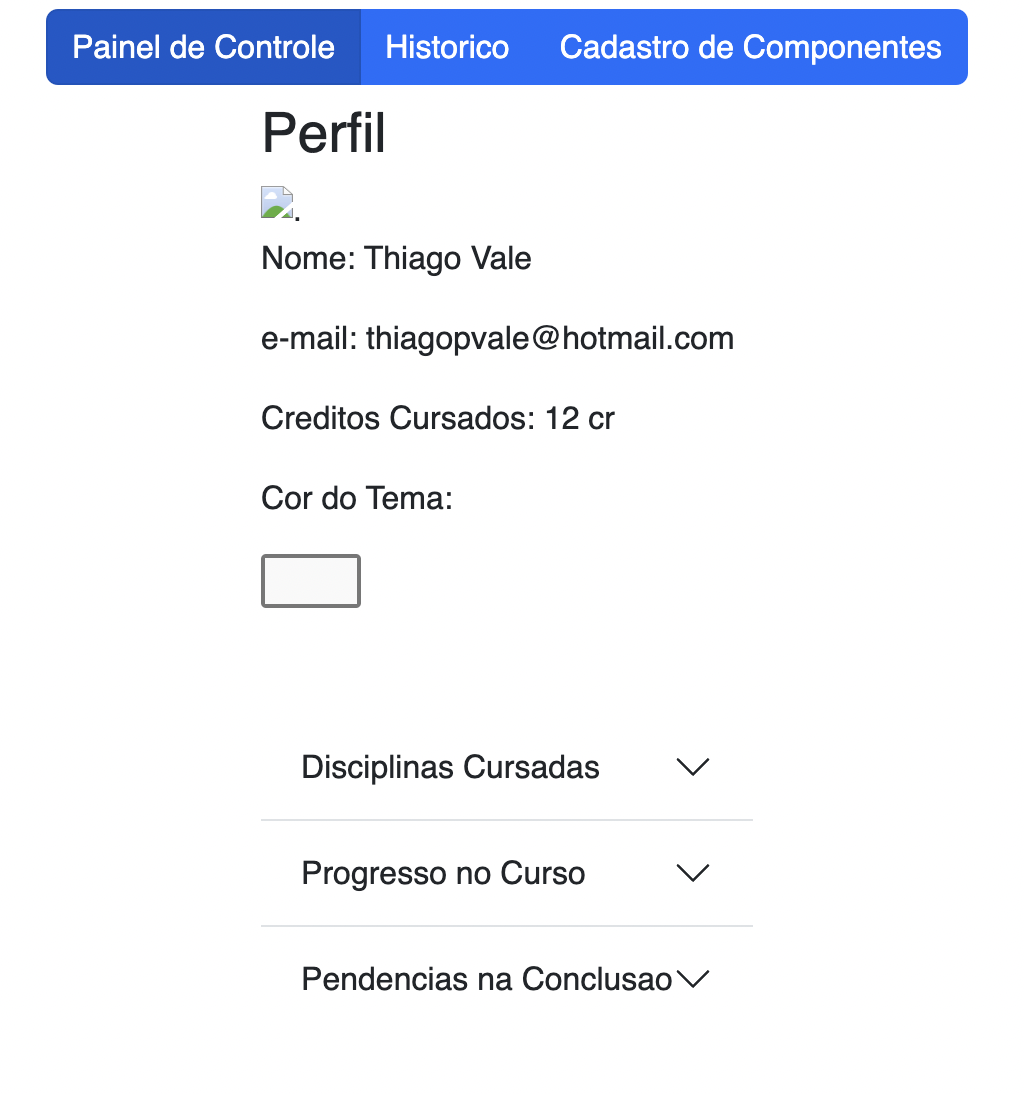 Painel de Controle Historico Cadastro de Componentes
Perfil
.
Nome: Thiago Vale
e-mail: thiagopvale@hotmail.com
Creditos Cursados: 12 cr
Cor do Tema:
Disciplinas Cursadas
Progresso no Curso
Pendencias na Conclusao